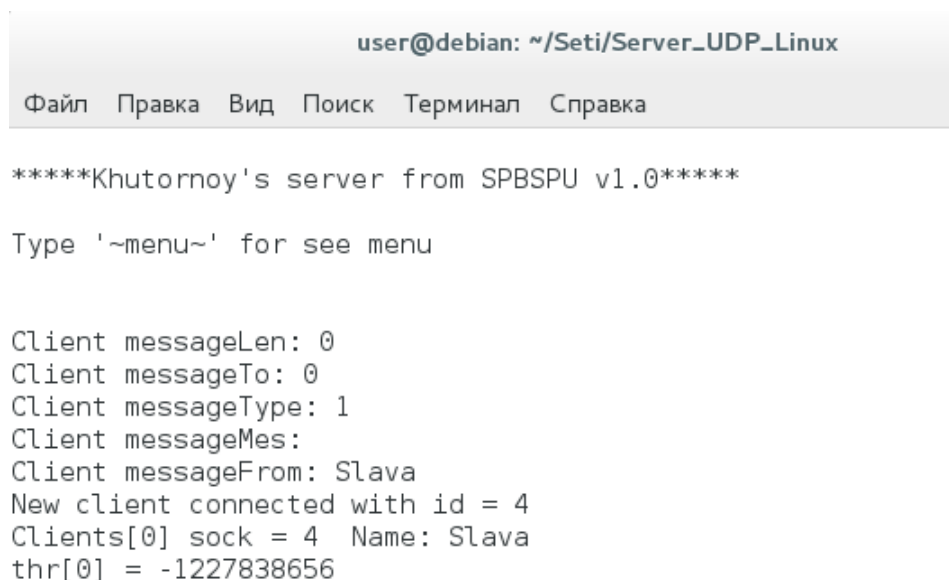 user@debian: ~/Seti/Server_UDP_Linux
Файл Правка Вид Поиск Терминал Справка
*****Khutornoy's server from SPBSPU v1.0*****
Type '~menu~' for see menu
Client messageLen: 0
Client messageTo: 0
Client messageType: 1
Client messageMes:
Client messageFrom: Slava
New client connected with id = 4
Clients[0] sock = 4  Name: Slava
thr[0] = -1227838656